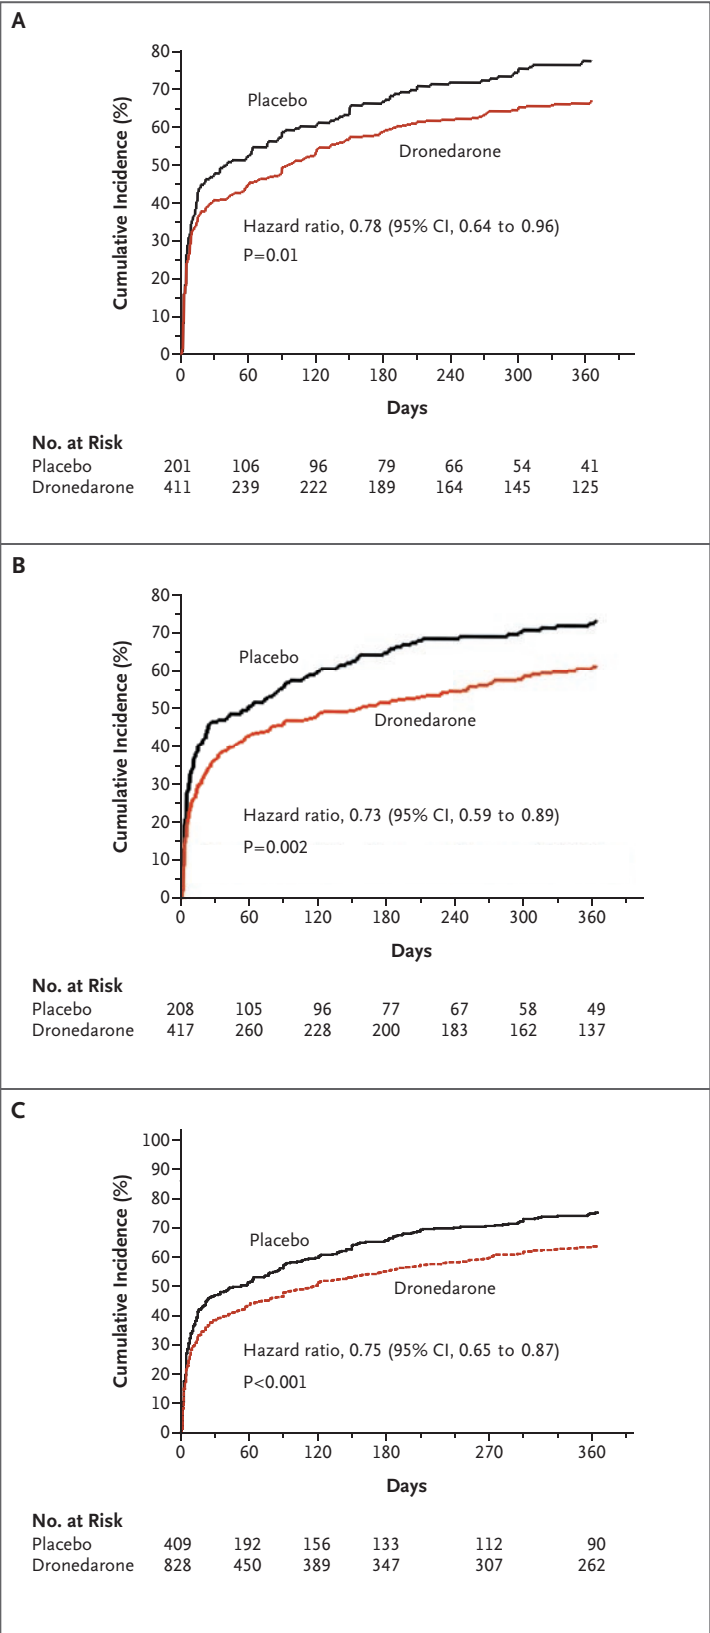 A
80
70
60
50
40
30
20
10
0
Cumulative Incidence (%)
Placebo
Dronedarone
Hazard ratio, 0.78 (95% CI, 0.64 to 0.96)
P=0.01
0 60 120 180 240 300 360
Days
No. at Risk
Placebo 201 106 96 79 66 54 41
Dronedarone 411 239 222 189 164 145 125
B
80
70
60
50
40
30
20
10
0
Cumulative Incidence (%)
Placebo
Dronedarone
Hazard ratio, 0.73 (95% CI, 0.59 to 0.89)
P=0.002
0 60 120 180 240 300 360
Days
No. at Risk
Placebo 208 105 96 77 67 58 49
Dronedarone 417 260 228 200 183 162 137
C
100
90
80
70
60
50
40
30
20
10
0
Cumulative Incidence (%)
Placebo
Dronedarone
Hazard ratio, 0.75 (95% CI, 0.65 to 0.87)
P<0.001
0 60 120 180 270 360
Days
No. at Risk
Placebo 409 192 156 133 112 90
Dronedarone 828 450 389 347 307 262